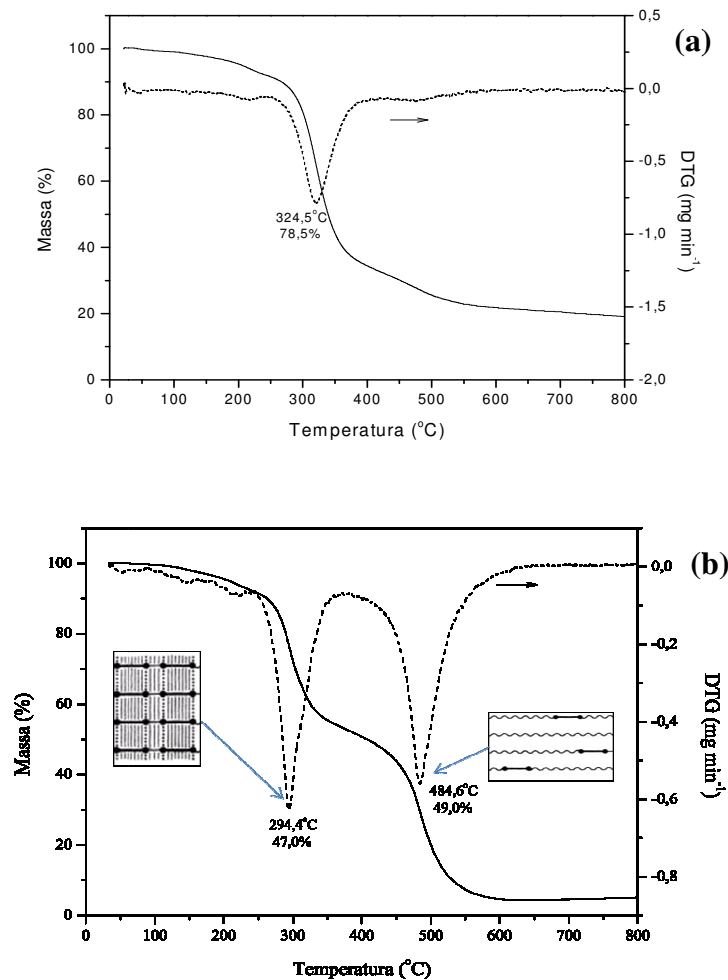 0,5
(a)
100
0,0
80
-0,5
60
324,5°C
78,5%
-1,0
40
-1,5
20
0
-2,0
Massa (%)
DTG (mg min⁻¹)
0 100 200 300 400 500 600 700 800
Temperatura (°C)
100
0,0
(b)
80
-0,2
60
-0,4
40
484,6°C
49,0%
-0,6
294,4°C
47,0%
20
-0,8
0
Massa (%)
DTG (mg min⁻¹)
0 100 200 300 400 500 600 700 800
Temperatura (°C)